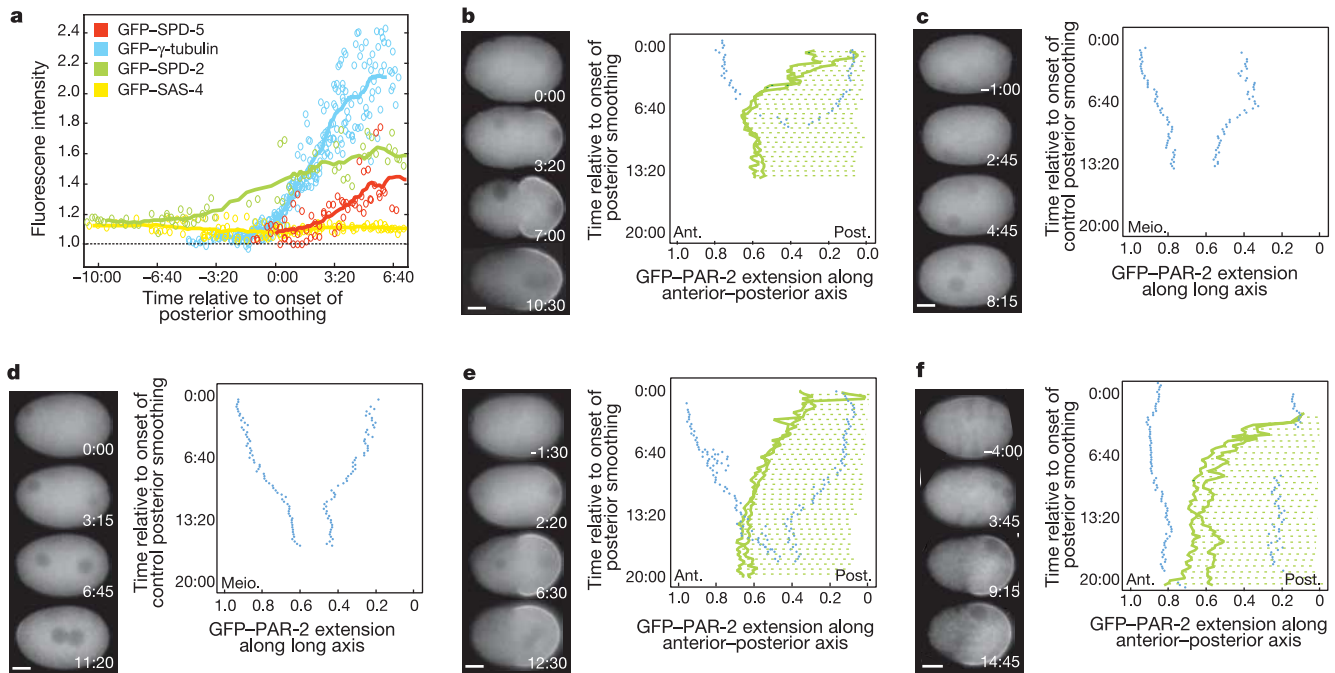 a
GFP–SPD-5
GFP–γ-tubulin
GFP–SPD-2
GFP–SAS-4
Fluorescene intensity
2.4
2.2
2.0
1.8
1.6
1.4
1.2
1.0
–10:00 –6:40 –3:20 0:00 3:20 6:40
Time relative to onset of
posterior smoothing
b
0:00
3:20
7:00
10:30
Time relative to onset of
posterior smoothing
0:00
6:40
13:20
20:00
Ant. Post.
1.0 0.8 0.6 0.4 0.2 0
GFP–PAR-2 extension along
anterior–posterior axis
c
–1:00
2:45
4:45
8:15
Time relative to onset of
control posterior smoothing
0:00
6:40
13:20
20:00
Meio.
1.0 0.8 0.6 0.4 0.2 0
GFP–PAR-2 extension
along long axis
d
0:00
3:15
6:45
11:20
Time relative to onset of
control posterior smoothing
0:00
6:40
13:20
20:00
Meio.
1.0 0.8 0.6 0.4 0.2 0
GFP–PAR-2 extension
along long axis
e
-1:30
2:20
6:30
12:30
Time relative to onset of
posterior smoothing
0:00
6:40
13:20
20:00
Ant. Post.
1.0 0.8 0.6 0.4 0.2 0
GFP–PAR-2 extension along
anterior–posterior axis
f
–4:00
3:45
9:15
14:45
Time relative to onset of
posterior smoothing
0:00
6:40
13:20
20:00
Ant. Post.
1.0 0.8 0.6 0.4 0.2 0
GFP–PAR-2 extension along
anterior–posterior axis